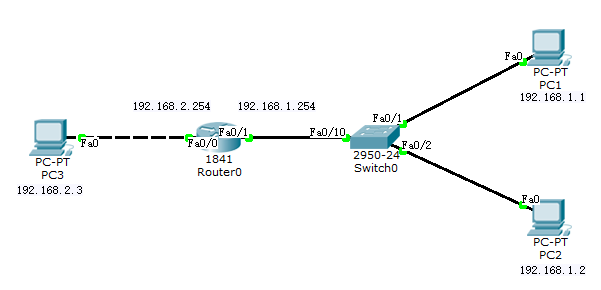 Fa0
PC-PT
PC1
192.168.1.1
192.168.2.254
192.168.1.254
Fa0/1
PC-PT
PC3
192.168.2.3
Fa0
Fa0/0
Fa0/1
1841
Router0
Fa0/10
2950-24
Switch0
Fa0/2
Fa0
PC-PT
PC2
192.168.1.2